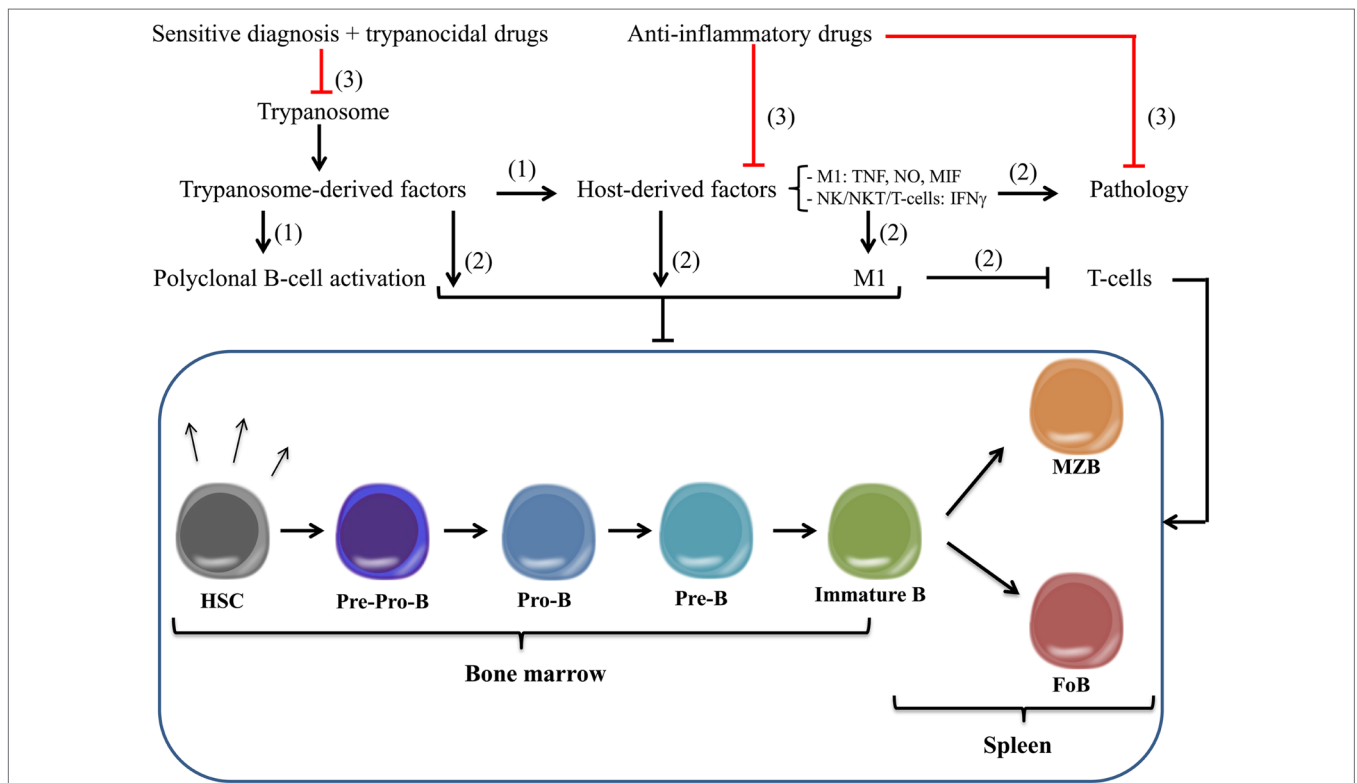 Sensitive diagnosis + trypanocidal drugs
Anti-inflammatory drugs
(3)
(3)
(3)
Trypanosome
Trypanosome-derived factors
(1)
Host-derived factors
- M1: TNF, NO, MIF
- NK/NKT/T-cells: IFNγ
(2)
Pathology
(1)
(2)
(2)
(2)
Polyclonal B-cell activation
M1
(2)
T-cells
MZB
HSC
Pre-Pro-B
Pro-B
Pre-B
Immature B
FoB
Bone marrow
Spleen